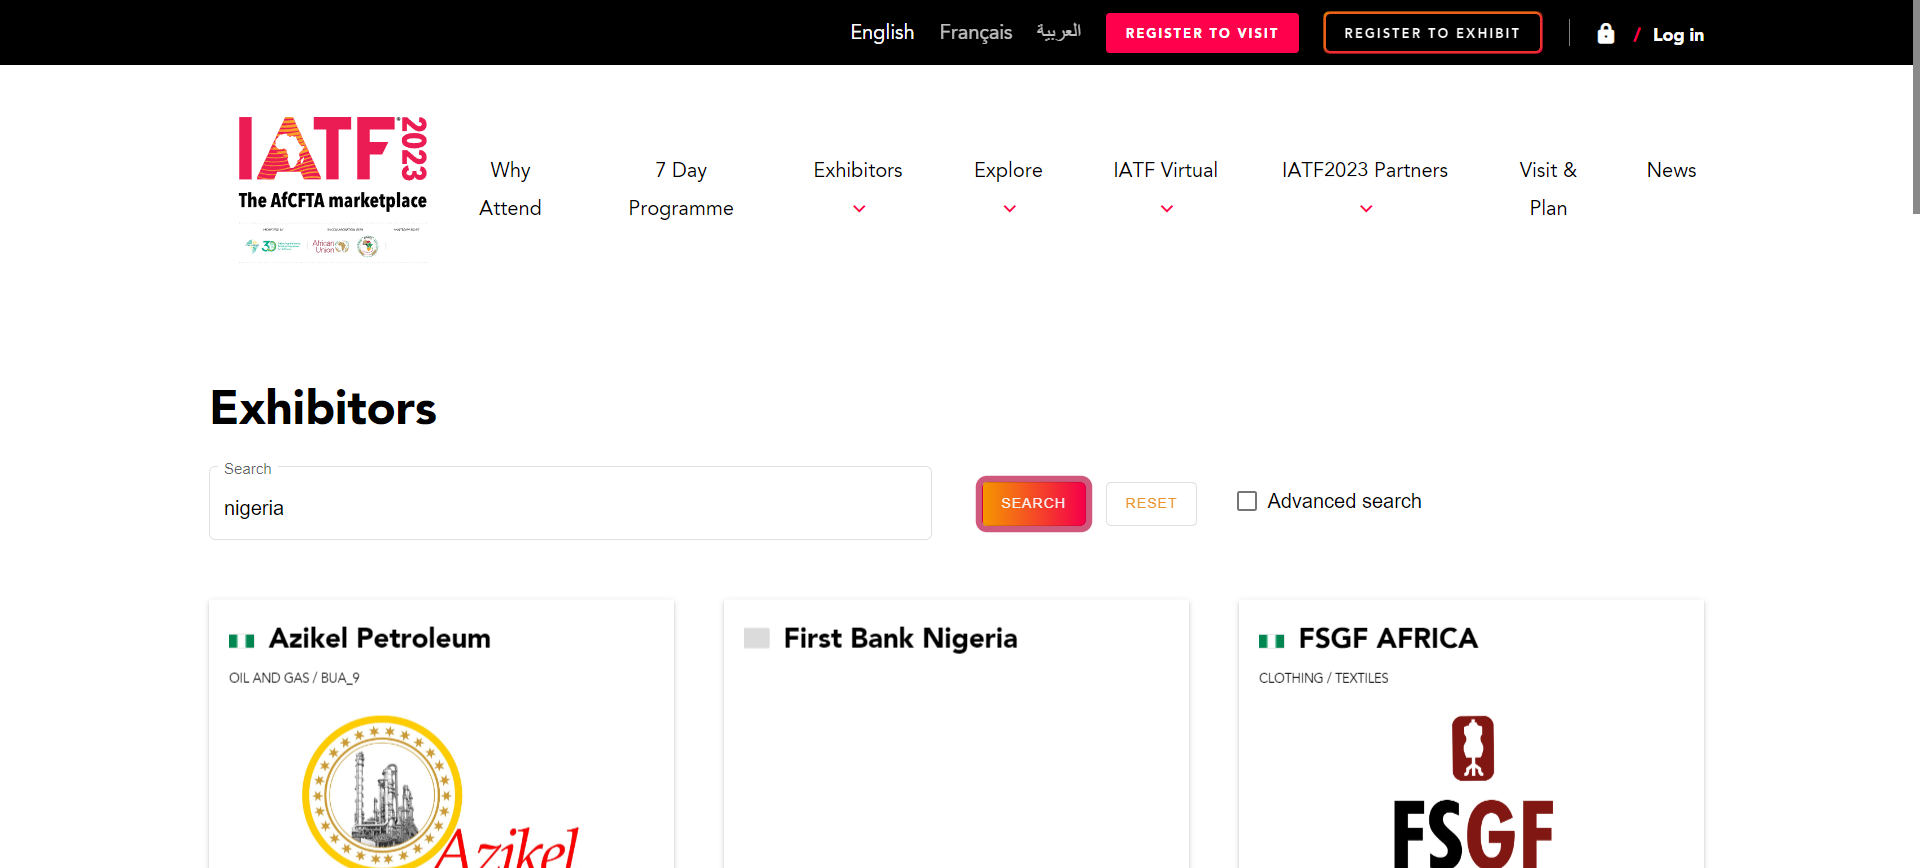 English Français العربية REGISTER TO VISIT REGISTER TO EXHIBIT / Log in
IATF 2023
The AfCFTA marketplace
African Union
Why Attend
7 Day Programme
Exhibitors
Explore
IATF Virtual
IATF2023 Partners
Visit & Plan
News
Exhibitors
Search
nigeria
SEARCH RESET Advanced search
Azikel Petroleum
OIL AND GAS / BUA_9
Azikel
First Bank Nigeria
FSGF AFRICA
CLOTHING / TEXTILES
FSGF